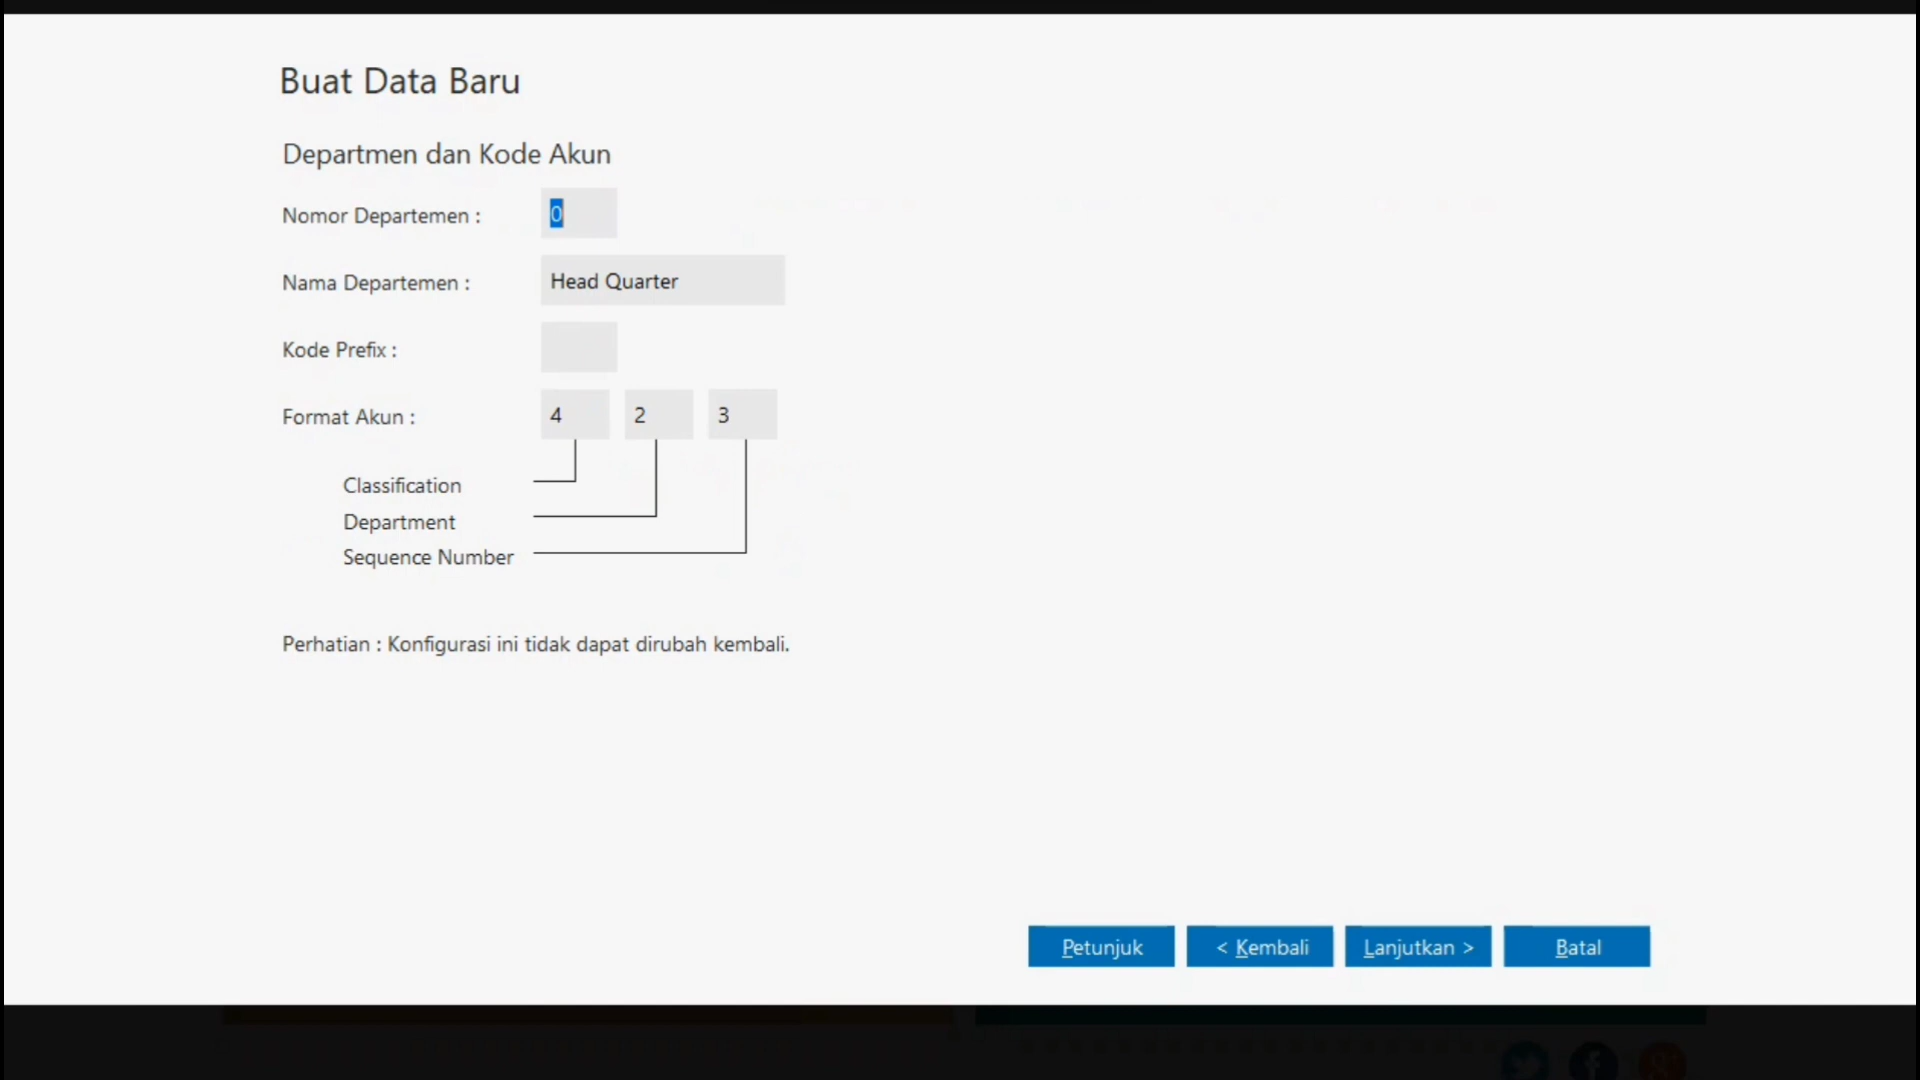 Buat Data Baru
Departmen dan Kode Akun
Nomor Departemen : 0
Nama Departemen : Head Quarter
Kode Prefix :
Format Akun : 4 2 3
Classification
Department
Sequence Number
Perhatian : Konfigurasi ini tidak dapat dirubah kembali.
Petunjuk < Kembali Lanjutkan > Batal